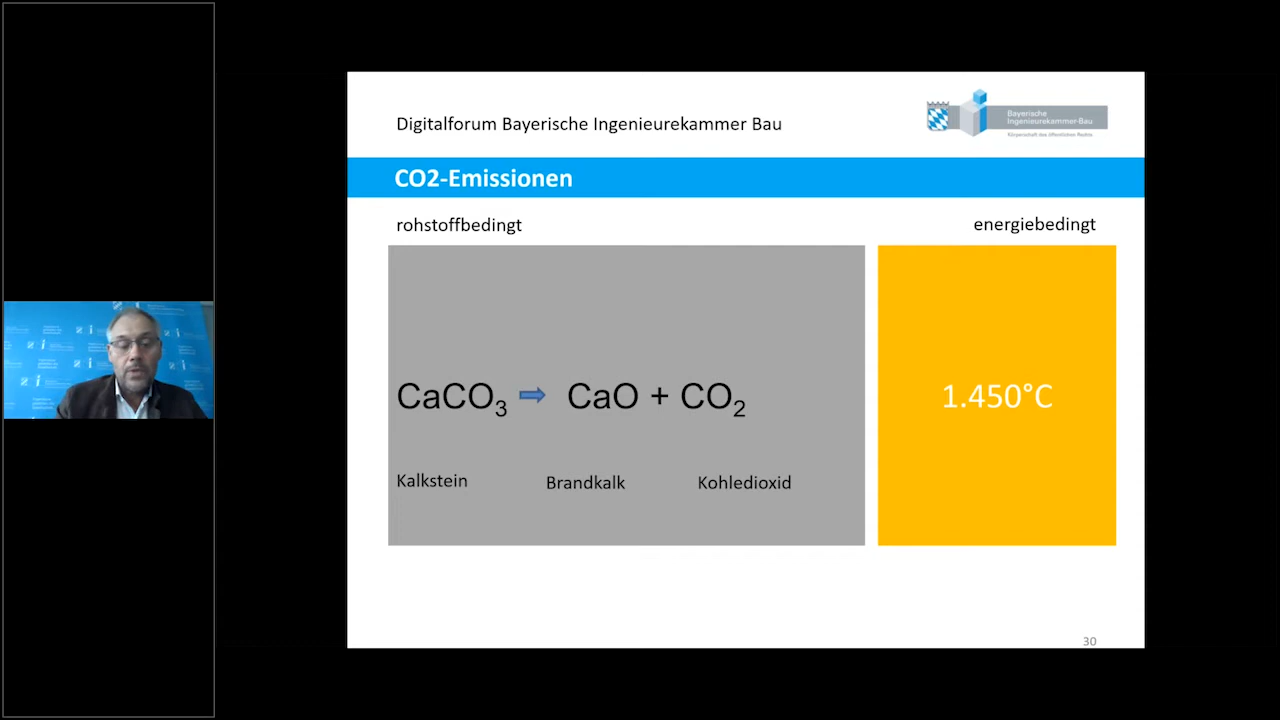 Digitalforum Bayerische Ingenieurekammer Bau
Bayerische
Ingenieurekammer-Bau
Körperschaft des öffentlichen Rechts
CO2-Emissionen
rohstoffbedingt
energiebedingt
CaCO₃ ➡ CaO + CO₂
1.450°C
Kalkstein
Brandkalk
Kohledioxid
30